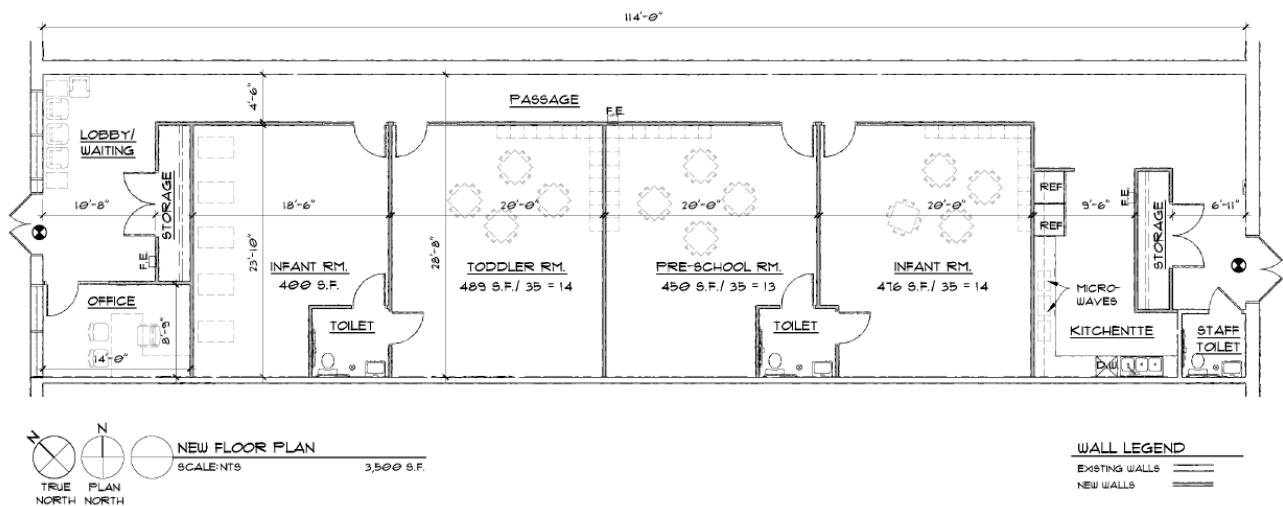 114'-0"
4'-6"
PASSAGE
F.E.
LOBBY/
WAITING
STORAGE
REF
REF
F.E.
STORAGE
10'-8"
18'-6"
20'-0"
20'-0"
20'-0"
9'-6"
6'-11"
23'-10"
28'-8"
F.E.
INFANT RM.
400 S.F.
TODDLER RM.
489 S.F./ 35 = 14
PRE-SCHOOL RM.
450 S.F./ 35 = 13
INFANT RM.
476 S.F./ 35 = 14
MICRO-
WAVES
OFFICE
8'-9"
14'-0"
TOILET
TOILET
KITCHENTTE
STAFF
TOILET
D.W.
N
N
TRUE
NORTH
PLAN
NORTH
NEW FLOOR PLAN
SCALE:NTS
3,500 S.F.
WALL LEGEND
EXISTING WALLS
NEW WALLS